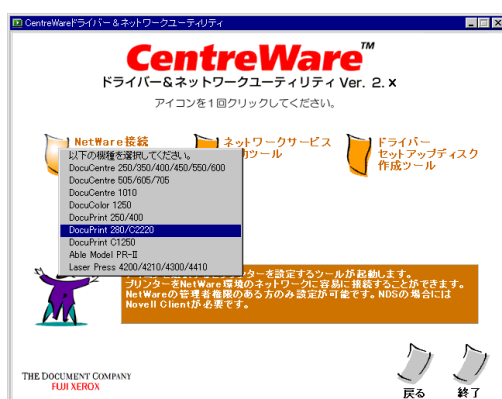 CentreWareドライバー＆ネットワークユーティリティ
CentreWare™
ドライバー&ネットワークユーティリティ Ver. 2.x
アイコンを1回クリックしてください。
NetWare接続
ネットワークサービス
ツール
ドライバー
セットアップディスク
作成ツール
以下の機種を選択してください。
DocuCentre 250/350/400/450/550/600
DocuCentre 505/605/705
DocuCentre 1010
DocuColor 1250
DocuPrint 250/400
DocuPrint 280/C2220
DocuPrint C1250
Able Model PR-Ⅱ
Laser Press 4200/4210/4300/4410
ターを設定するツールが起動します。
プリンターをNetWare環境のネットワークに容易に接続することができます。
NetWareの管理者権限のある方のみ設定が可能です。NDSの場合には
Novell Clientが必要です。
THE DOCUMENT COMPANY
FUJI XEROX
戻る
終了